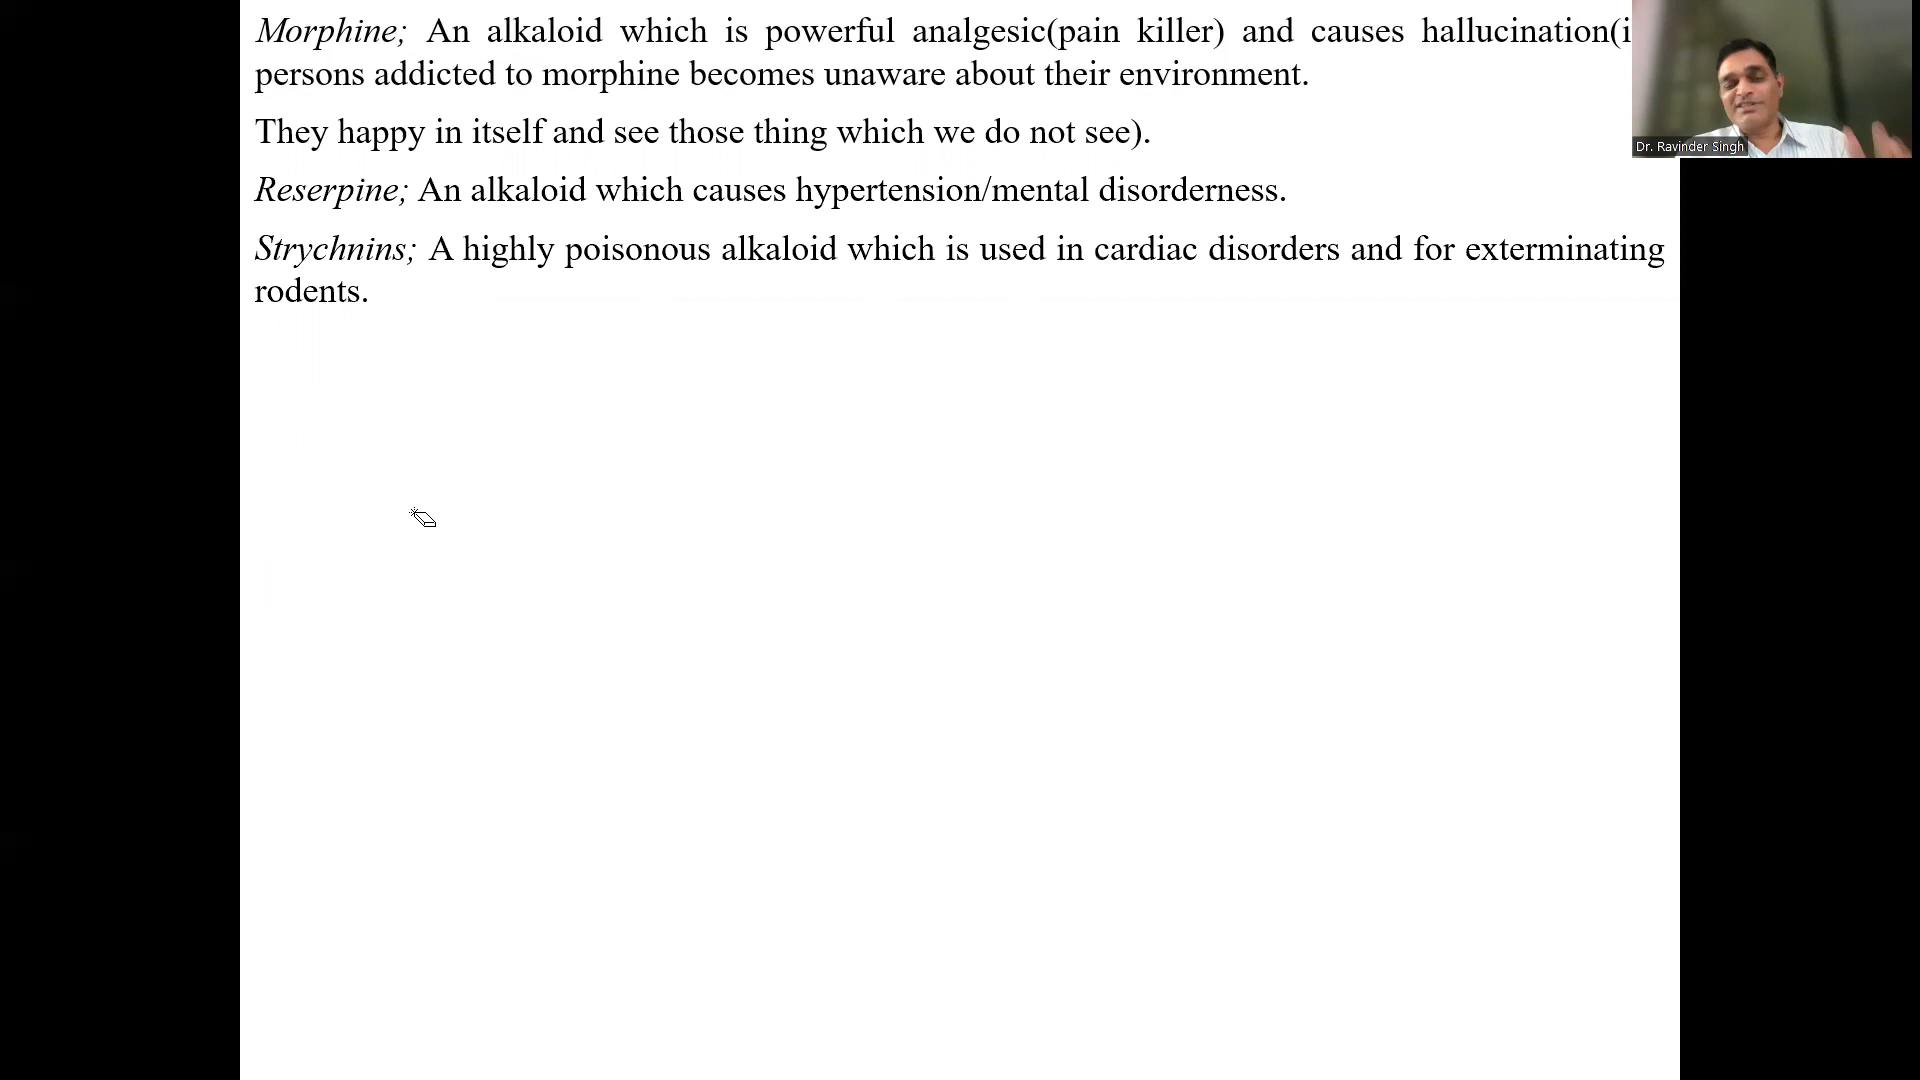 Morphine; An alkaloid which is powerful analgesic(pain killer) and causes hallucination(i
persons addicted to morphine becomes unaware about their environment.
They happy in itself and see those thing which we do not see).
Reserpine; An alkaloid which causes hypertension/mental disorderness.
Strychnins; A highly poisonous alkaloid which is used in cardiac disorders and for exterminating
rodents.
Dr. Ravinder Singh